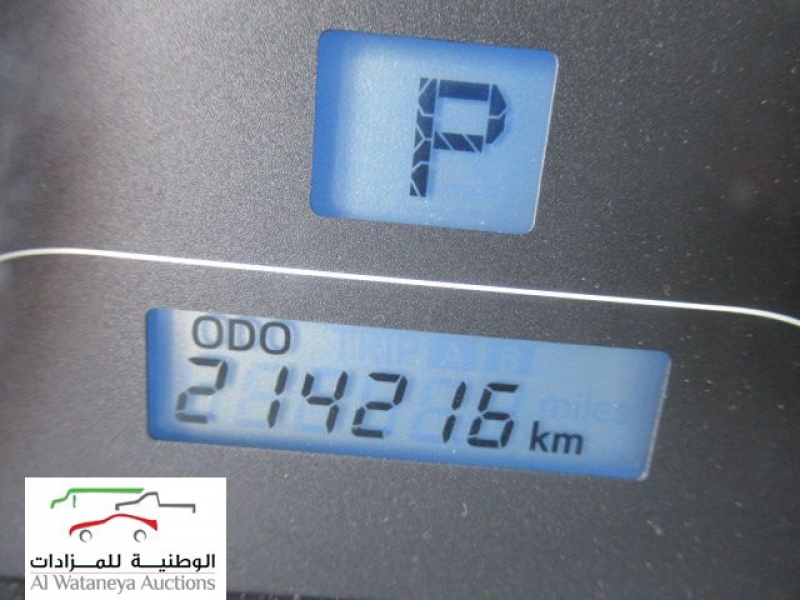 P
ODO
214216 km
الوطنية للمزادات
Al Wataneya Auctions